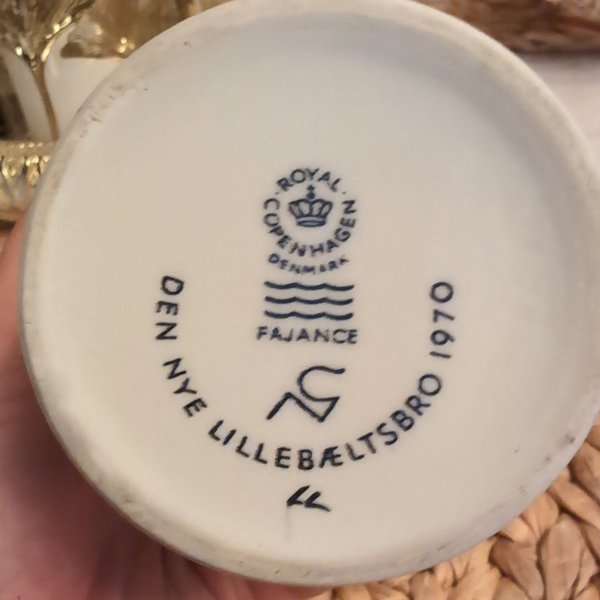 ROYAL
COPENHAGEN
DENMARK
FAJANCE
DEN NYE LILLEBÆLTSBRO 1970